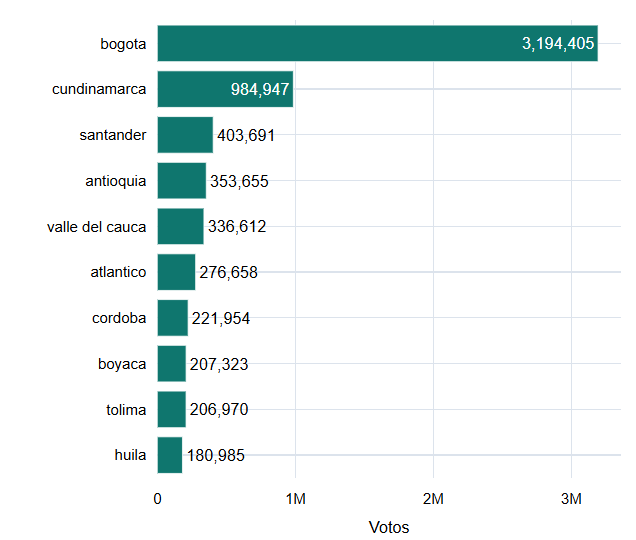 bogota 3,194,405
cundinamarca 984,947
santander 403,691
antioquia 353,655
valle del cauca 336,612
atlantico 276,658
cordoba 221,954
boyaca 207,323
tolima 206,970
huila 180,985
0 1M 2M 3M
Votos